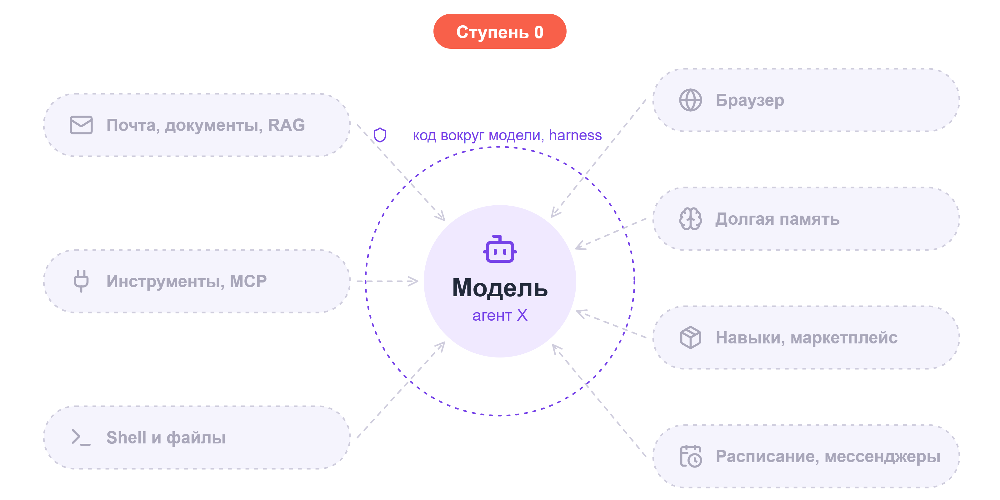 Ступень 0
Почта, документы, RAG
Инструменты, MCP
Shell и файлы
код вокруг модели, harness
Модель
агент X
Браузер
Долгая память
Навыки, маркетплейс
Расписание, мессенджеры